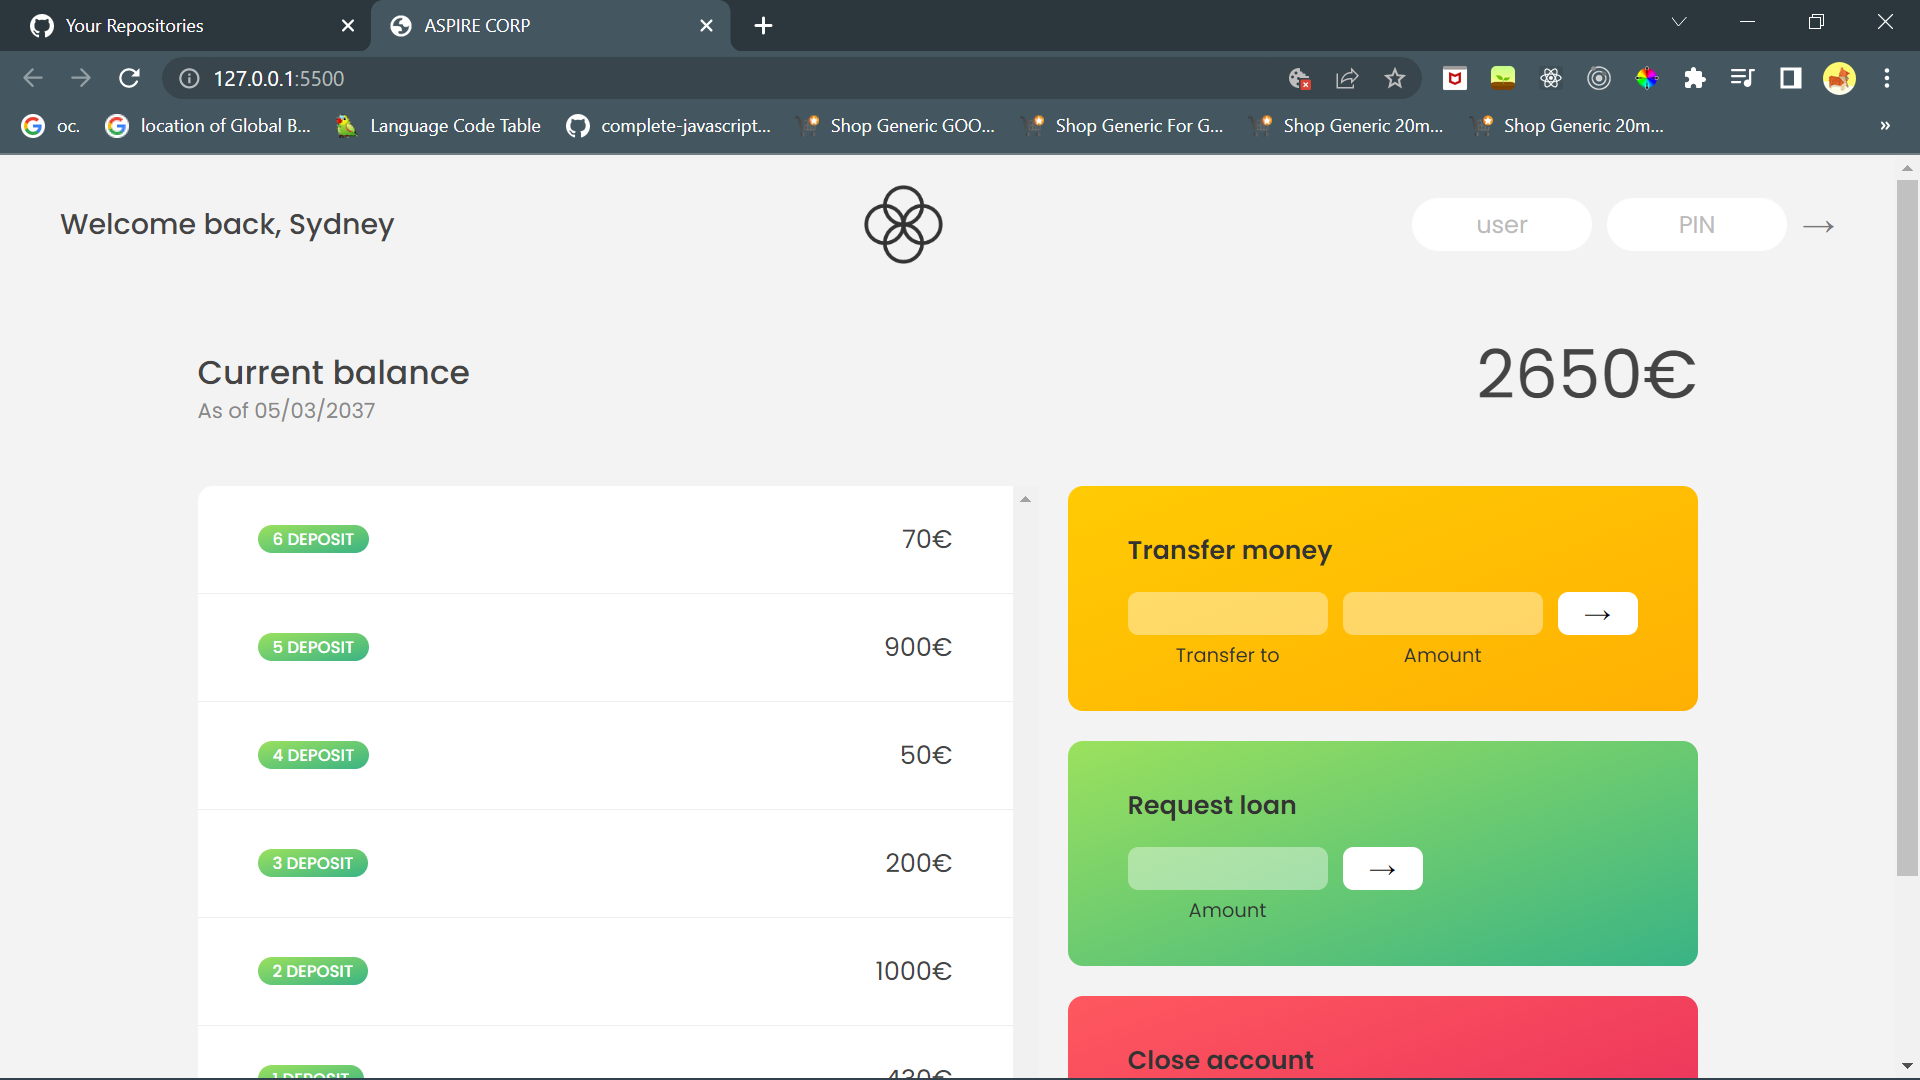 Your Repositories
ASPIRE CORP
127.0.0.1:5500
oc.
location of Global B...
Language Code Table
complete-javascript...
Shop Generic GOO...
Shop Generic For G...
Shop Generic 20m...
Shop Generic 20m...
»
Welcome back, Sydney
user
PIN
→
Current balance
As of 05/03/2037
2650€
6 DEPOSIT
70€
5 DEPOSIT
900€
4 DEPOSIT
50€
3 DEPOSIT
200€
2 DEPOSIT
1000€
1 DEPOSIT
430€
Transfer money
→
Transfer to
Amount
Request loan
→
Amount
Close account